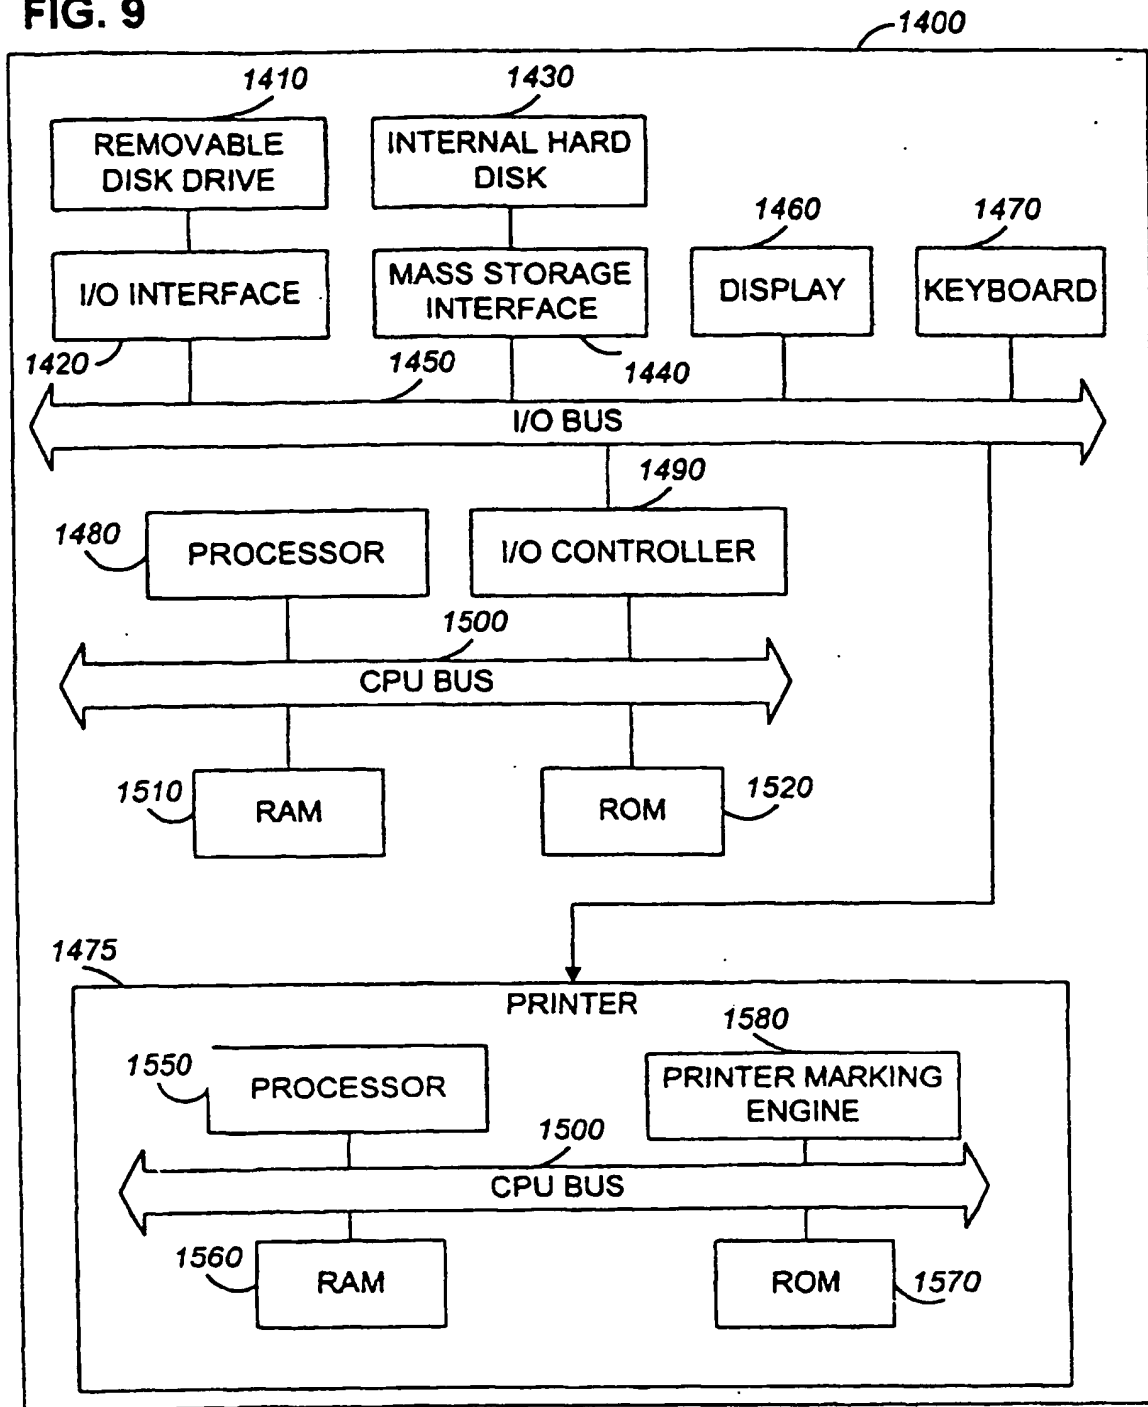 FIG. 9
1400
1410
1430
REMOVABLE
DISK DRIVE
INTERNAL HARD
DISK
1460
1470
I/O INTERFACE
MASS STORAGE
INTERFACE
DISPLAY
KEYBOARD
1420
1450
1440
I/O BUS
1490
1480
PROCESSOR
I/O CONTROLLER
1500
CPU BUS
1510
RAM
ROM
1520
1475
PRINTER
1580
1550
PROCESSOR
PRINTER MARKING
ENGINE
1500
CPU BUS
1560
RAM
ROM
1570